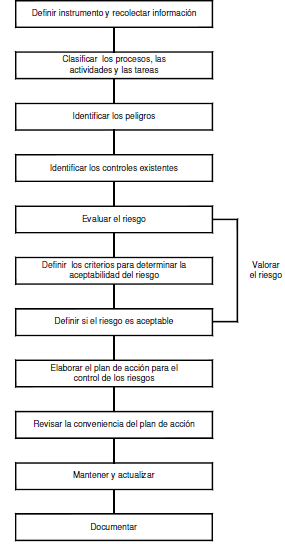 Definir instrumento y recolectar información
Clasificar los procesos, las
actividades y las tareas
Identificar los peligros
Identificar los controles existentes
Evaluar el riesgo
Definir los criterios para determinar la
aceptabilidad del riesgo
Valorar
el riesgo
Definir si el riesgo es aceptable
Elaborar el plan de acción para el
control de los riesgos
Revisar la conveniencia del plan de acción
Mantener y actualizar
Documentar